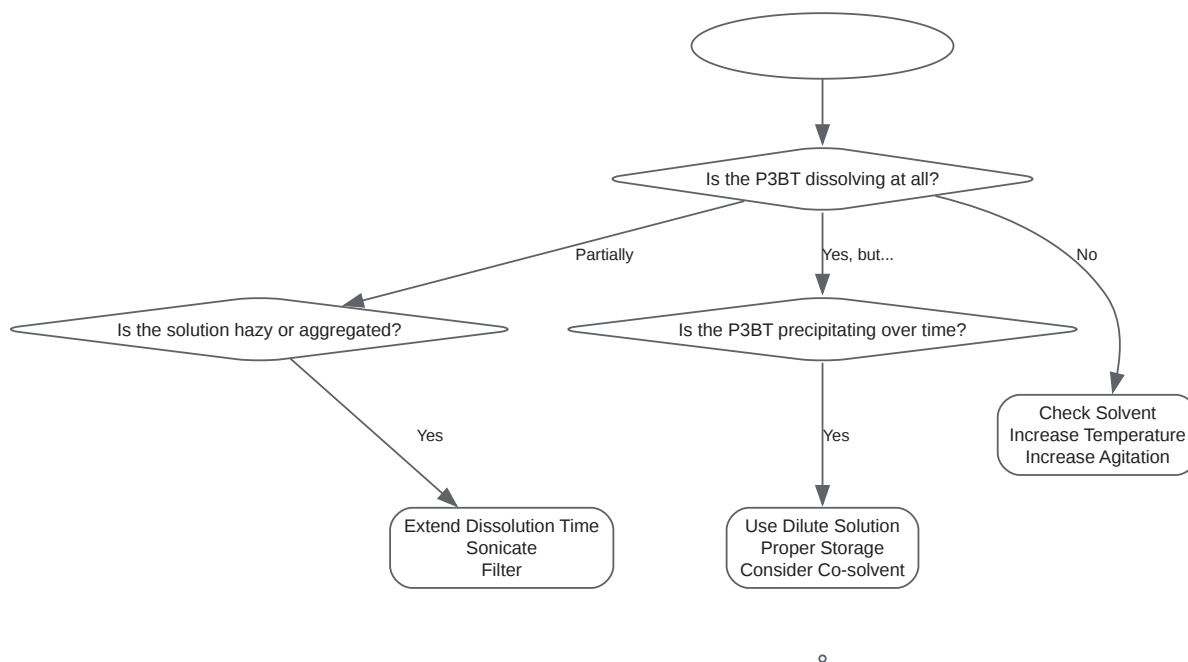 Is the P3BT dissolving at all?
Partially
Yes, but...
No
Is the solution hazy or aggregated?
Is the P3BT precipitating over time?
Check Solvent
Increase Temperature
Increase Agitation
Yes
Yes
Extend Dissolution Time
Sonicate
Filter
Use Dilute Solution
Proper Storage
Consider Co-solvent